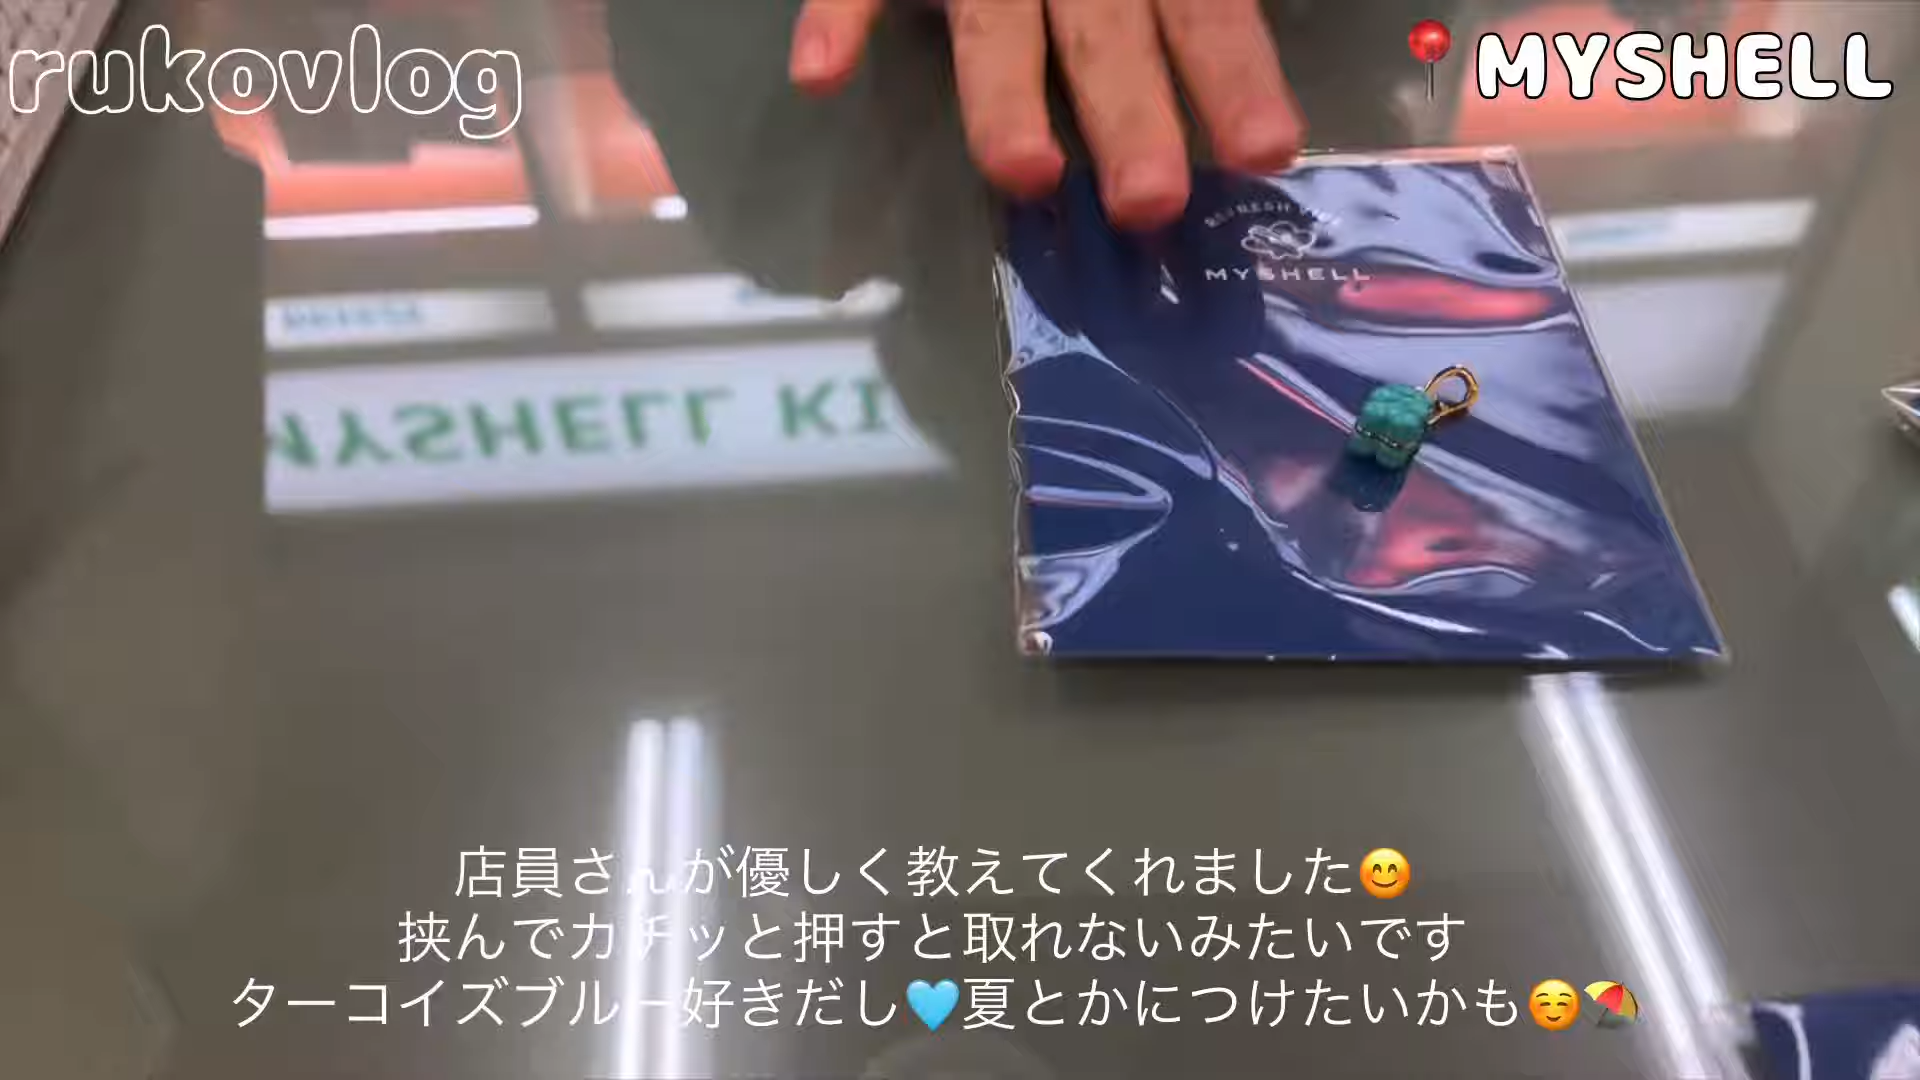 rukovlog
📍MYSHELL
MYSHELL
MYSHELL KI
店員さんが優しく教えてくれました😊
挟んでカチッと押すと取れないみたいです
ターコイズブルー好きだし🩵夏とかにつけたいかも☺️⛱️